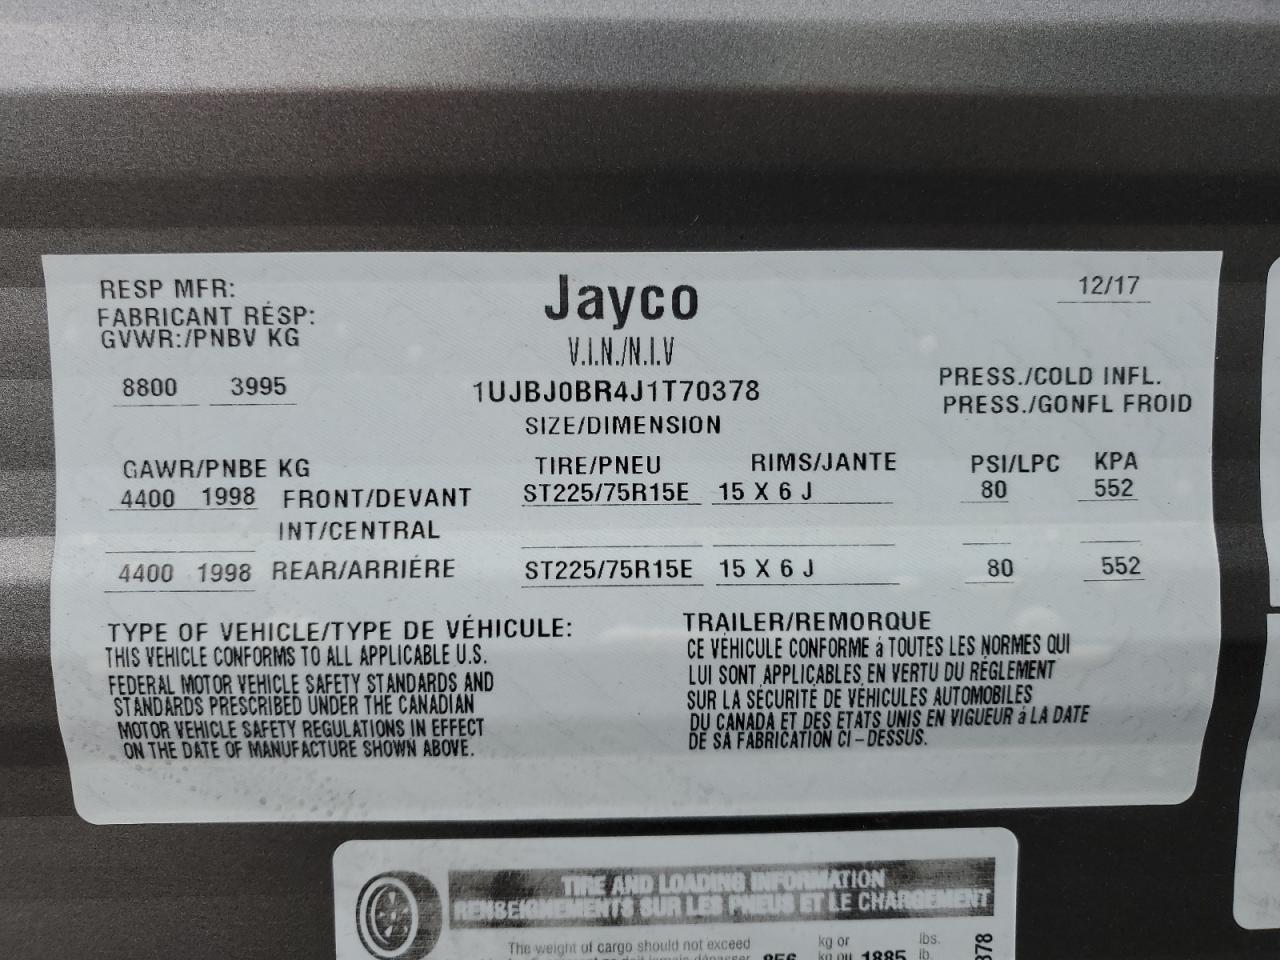 RESP MFR:
Jayco
12/17
FABRICANT RÉSP:
GVWR:/PNBV KG
V.I.N./N.I.V
8800 3995
1UJBJ0BR4J1T70378
PRESS./COLD INFL.
PRESS./GONFL FROID
SIZE/DIMENSION
GAWR/PNBE KG
TIRE/PNEU RIMS/JANTE PSI/LPC KPA
4400 1998 FRONT/DEVANT ST225/75R15E 15 X 6 J 80 552
INT/CENTRAL
4400 1998 REAR/ARRIÉRE ST225/75R15E 15 X 6 J 80 552
TYPE OF VEHICLE/TYPE DE VÉHICULE:
THIS VEHICLE CONFORMS TO ALL APPLICABLE U.S.
FEDERAL MOTOR VEHICLE SAFETY STANDARDS AND
STANDARDS PRESCRIBED UNDER THE CANADIAN
MOTOR VEHICLE SAFETY REGULATIONS IN EFFECT
ON THE DATE OF MANUFACTURE SHOWN ABOVE.
TRAILER/REMORQUE
CE VÉHICULE CONFORME à TOUTES LES NORMES QUI
LUI SONT APPLICABLES EN VERTU DU RÉGLEMENT
SUR LA SÉCURITÉ DE VÉHICULES AUTOMOBILES
DU CANADA ET DES ETATS UNIS EN VIGUEUR à LA DATE
DE SA FABRICATION CI-DESSUS.
TIRE AND LOADING INFORMATION
RENSEIGNEMENTS SUR LES PNEUS ET LE CHARGEMENT
The weight of cargo should not exceed
kg or
lbs.
856
kg ou
1885
lb.
378